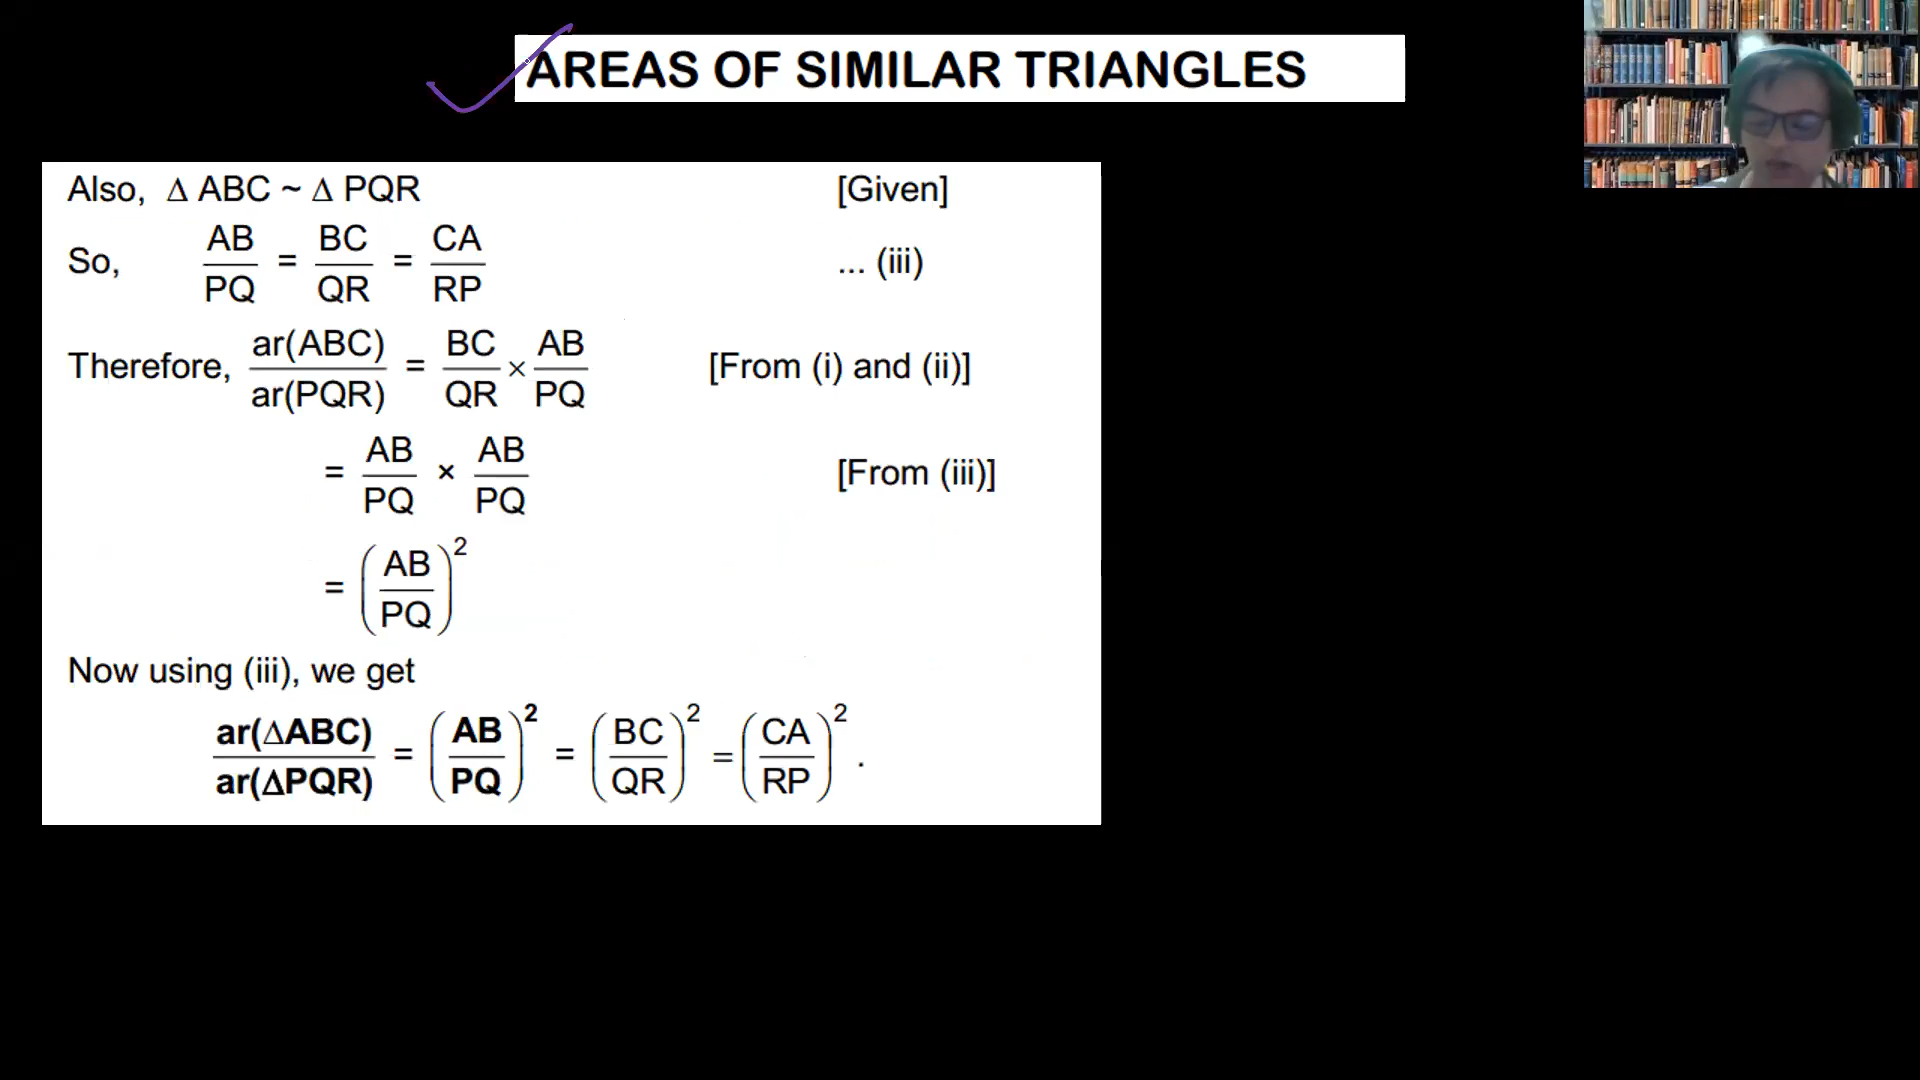 AREAS OF SIMILAR TRIANGLES
Also, Δ ABC ~ Δ PQR [Given]
So, AB/PQ = BC/QR = CA/RP ... (iii)
Therefore, ar(ABC)/ar(PQR) = BC/QR × AB/PQ [From (i) and (ii)]
= AB/PQ × AB/PQ [From (iii)]
= (AB/PQ)²
Now using (iii), we get
ar(ΔABC)/ar(ΔPQR) = (AB/PQ)² = (BC/QR)² = (CA/RP)² .